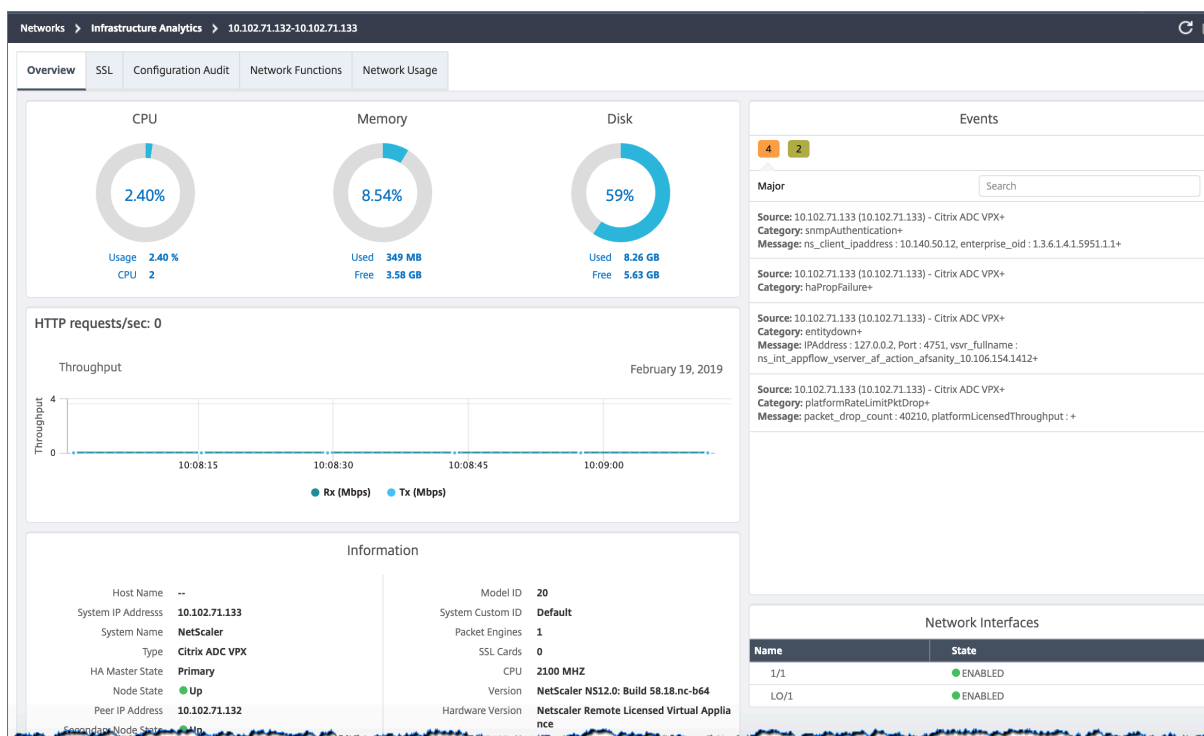 Networks > Infrastructure Analytics > 10.102.71.132-10.102.71.133
Overview SSL Configuration Audit Network Functions Network Usage
CPU
2.40%
Usage 2.40 %
CPU 2
Memory
8.54%
Used 349 MB
Free 3.58 GB
Disk
59%
Used 8.26 GB
Free 5.63 GB
HTTP requests/sec: 0
Throughput
February 19, 2019
Throughput
4
0
10:08:15 10:08:30 10:08:45 10:09:00
Rx (Mbps) Tx (Mbps)
Information
Host Name --
System IP Addresss 10.102.71.133
System Name NetScaler
Type Citrix ADC VPX
HA Master State Primary
Node State Up
Peer IP Address 10.102.71.132
Secondary Node State Up
Model ID 20
System Custom ID Default
Packet Engines 1
SSL Cards 0
CPU 2100 MHZ
Version NetScaler NS12.0: Build 58.18.nc-b64
Hardware Version Netscaler Remote Licensed Virtual Applia
nce
Events
4 2
Major
Search
Source: 10.102.71.133 (10.102.71.133) - Citrix ADC VPX+
Category: snmpAuthentication+
Message: ns_client_ipaddress : 10.140.50.12, enterprise_oid : 1.3.6.1.4.1.5951.1.1+
Source: 10.102.71.133 (10.102.71.133) - Citrix ADC VPX+
Category: haPropFailure+
Source: 10.102.71.133 (10.102.71.133) - Citrix ADC VPX+
Category: entitydown+
Message: IPAddress : 127.0.0.2, Port : 4751, vsvr_fullname :
ns_int_appflow_vserver_af_action_afsanity_10.106.154.1412+
Source: 10.102.71.133 (10.102.71.133) - Citrix ADC VPX+
Category: platformRateLimitPktDrop+
Message: packet_drop_count : 40210, platformLicensedThroughput : +
Network Interfaces
Name State
1/1 ENABLED
LO/1 ENABLED